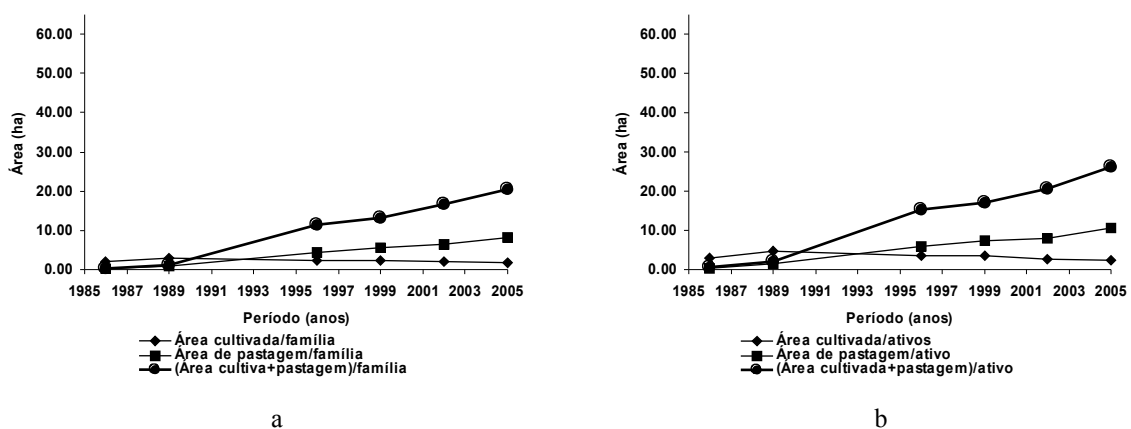 60.00
50.00
40.00
30.00
20.00
10.00
0.00
Área (ha)
1985 1987 1989 1991 1993 1995 1997 1999 2001 2003 2005
Período (anos)
Área cultivada/família
Área de pastagem/família
(Área cultiva+pastagem)/família
a
60.00
50.00
40.00
30.00
20.00
10.00
0.00
Área (ha)
1985 1987 1989 1991 1993 1995 1997 1999 2001 2003 2005
Período (anos)
Área cultivada/ativos
Área de pastagem/ativo
(Área cultivada+pastagem)/ativo
b